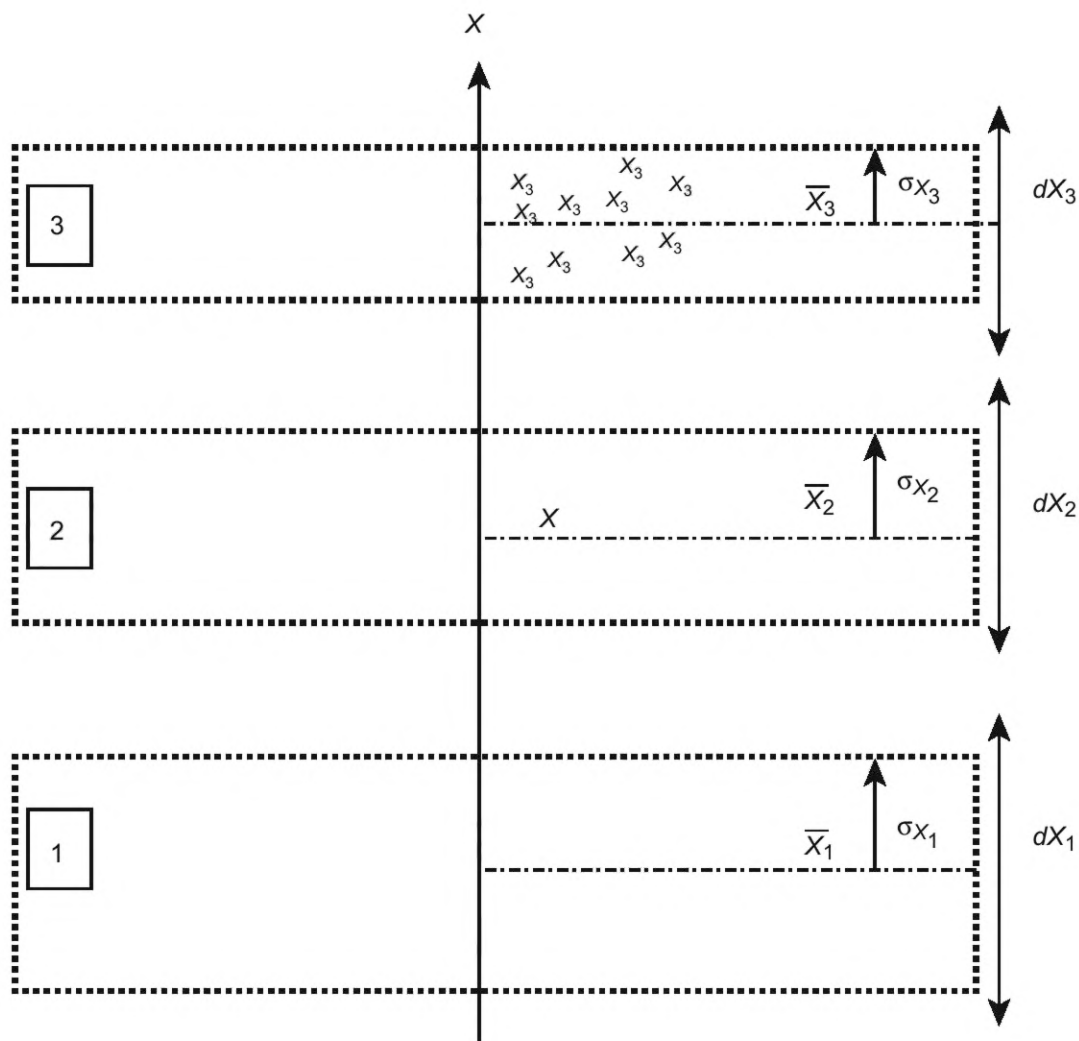 X
3
X₃ X₃ X₃ X₃ X₃ X₃ X₃ X₃ X₃ X₃
X̅₃ σX₃ dX₃
2
X X̅₂ σX₂ dX₂
1
X̅₁ σX₁ dX₁